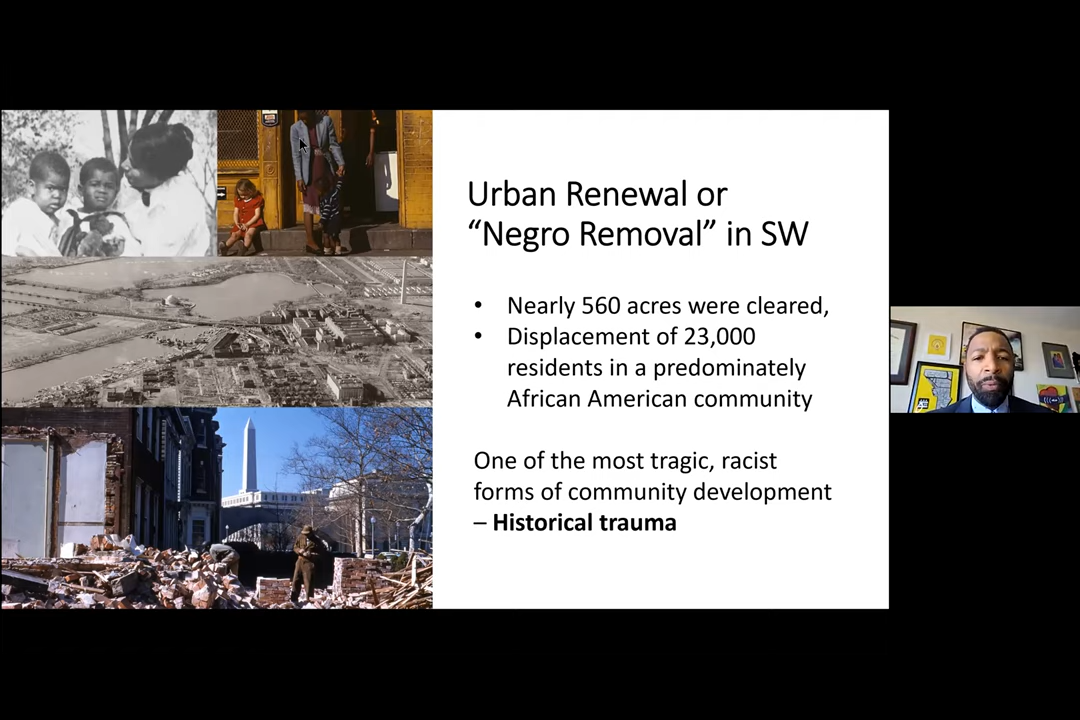 Urban Renewal or
“Negro Removal” in SW
• Nearly 560 acres were cleared,
• Displacement of 23,000
residents in a predominately
African American community
One of the most tragic, racist
forms of community development
– Historical trauma